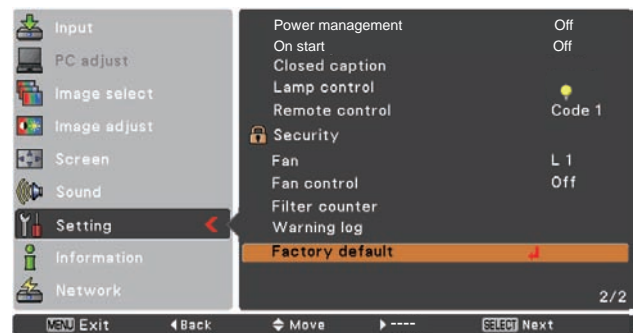 Input
PC adjust
Image select
Image adjust
Screen
Sound
Setting
Information
Network
Power management Off
On start Off
Closed caption
Lamp control
Remote control Code 1
Security
Fan L 1
Fan control Off
Filter counter
Warning log
Factory default
2/2
MENU Exit Back Move ---- SELECT Next